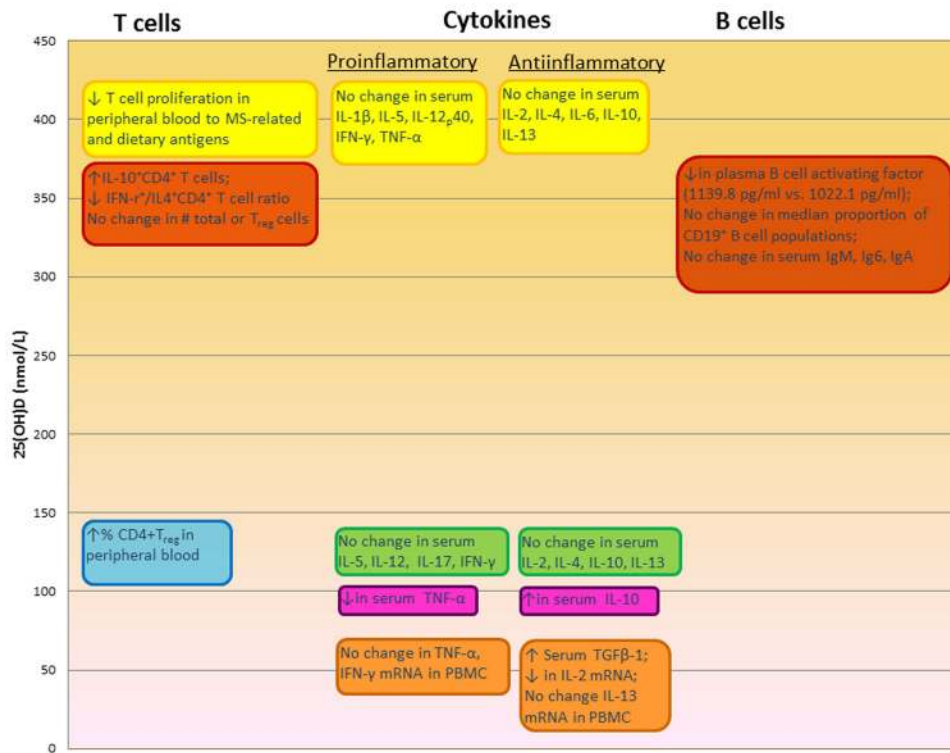 T cells
Cytokines
B cells
Proinflammatory
Antiinflammatory
25(OH)D (nmol/L)
450
400
350
300
250
200
150
100
50
0
↓ T cell proliferation in
peripheral blood to MS-related
and dietary antigens
↑IL-10⁺CD4⁺ T cells;
↓ IFN-r⁺/IL4⁺CD4⁺ T cell ratio
No change in # total or Treg cells
↑% CD4+Treg in
peripheral blood
No change in serum
IL-1β, IL-5, IL-12p40,
IFN-γ, TNF-α
No change in serum
IL-5, IL-12, IL-17, IFN-γ
↓in serum TNF-α
No change in TNF-α,
IFN-γ mRNA in PBMC
No change in serum
IL-2, IL-4, IL-6, IL-10,
IL-13
No change in serum
IL-2, IL-4, IL-10, IL-13
↑in serum IL-10
↑ Serum TGFβ-1;
↓ in IL-2 mRNA;
No change IL-13
mRNA in PBMC
↓in plasma B cell activating factor
(1139.8 pg/ml vs. 1022.1 pg/ml);
No change in median proportion of
CD19⁺ B cell populations;
No change in serum IgM, Ig6, IgA